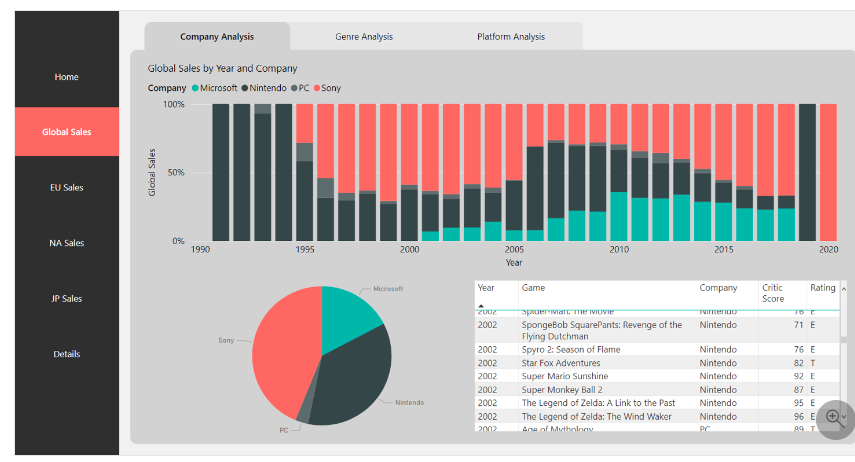 Company Analysis
Genre Analysis
Platform Analysis
Home
Global Sales
EU Sales
NA Sales
JP Sales
Details
Global Sales by Year and Company
Company Microsoft Nintendo PC Sony
100%
50%
0%
Global Sales
1990 1995 2000 2005 2010 2015 2020
Year
Microsoft
Sony
Nintendo
PC
Year Game Company Critic Score Rating
2002 Spider-Man: The Movie Nintendo 76 E
2002 SpongeBob SquarePants: Revenge of the Nintendo 71 E
Flying Dutchman
2002 Spyro 2: Season of Flame Nintendo 76 E
2002 Star Fox Adventures Nintendo 82 T
2002 Super Mario Sunshine Nintendo 92 E
2002 Super Monkey Ball 2 Nintendo 87 E
2002 The Legend of Zelda: A Link to the Past Nintendo 95 E
2002 The Legend of Zelda: The Wind Waker Nintendo 96 E
2002 Age of Mythology PC 89 T